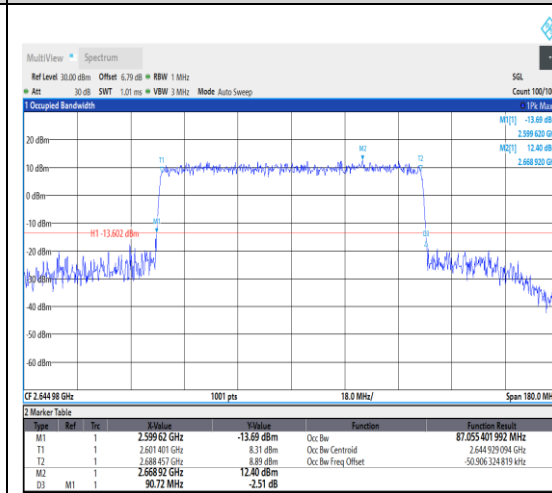 MultiView Spectrum
Ref Level 30.00 dBm Offset 6.79 dB RBW 1 MHz SGL
Att 30 dB SWT 1.01 ms VBW 3 MHz Mode Auto Sweep Count 100/10
1 Occupied Bandwidth 1Pk Max
M1[1] -13.69 dB
2.599 620 G
M2[1] 12.40 dB
2.668 920 G
20 dBm
10 dBm
0 dBm
-10 dBm
-20 dBm
-30 dBm
-40 dBm
-50 dBm
-60 dBm
T1
M2
T2
M1
D3
H1 -13.602 dBm
CF 2.644 98 GHz 1001 pts 18.0 MHz/ Span 180.0 MH
2 Marker Table
Type Ref Trc X-Value Y-Value Function Function Result
M1 1 2.599 62 GHz -13.69 dBm Occ Bw 87.055 401 992 MHz
T1 1 2.601 401 GHz 8.31 dBm Occ Bw Centroid 2.644 929 094 GHz
T2 1 2.688 457 GHz 8.89 dBm Occ Bw Freq Offset -50.906 324 819 kHz
M2 1 2.668 92 GHz 12.40 dBm
D3 M1 1 90.72 MHz -2.51 dB